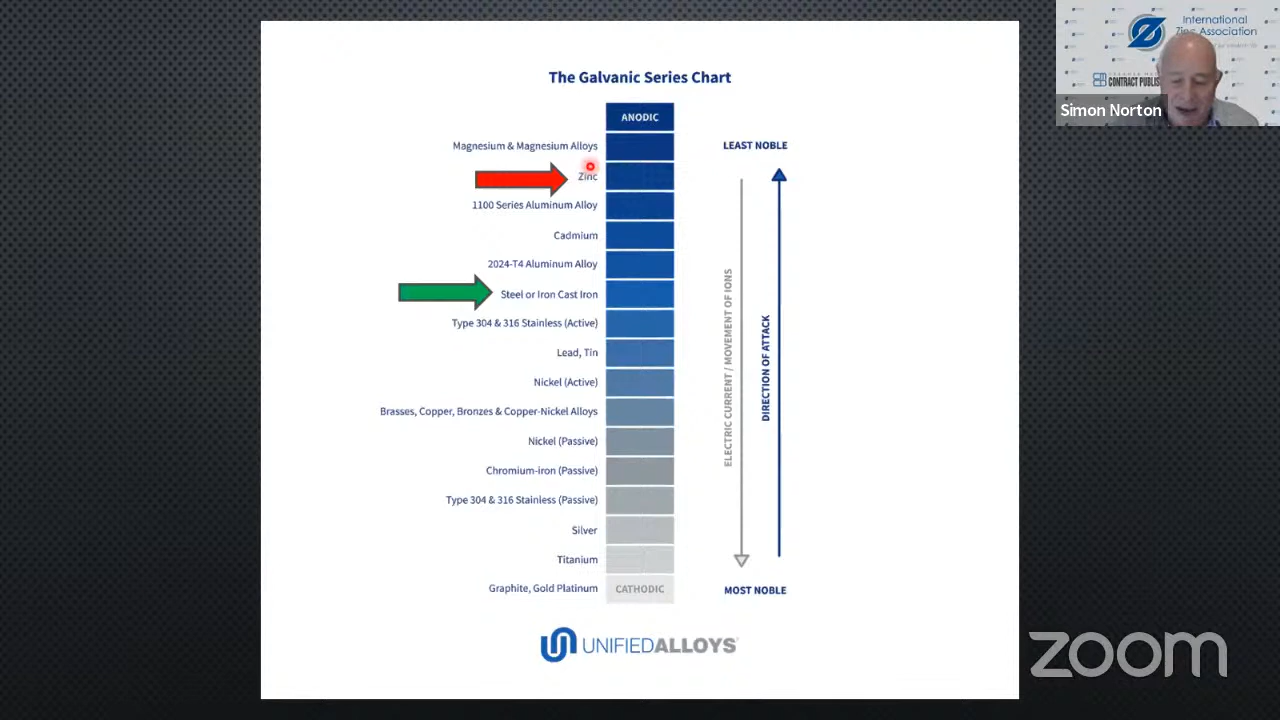 The Galvanic Series Chart
ANODIC
Magnesium & Magnesium Alloys
Zinc
1100 Series Aluminum Alloy
Cadmium
2024-T4 Aluminum Alloy
Steel or Iron Cast Iron
Type 304 & 316 Stainless (Active)
Lead, Tin
Nickel (Active)
Brasses, Copper, Bronzes & Copper-Nickel Alloys
Nickel (Passive)
Chromium-iron (Passive)
Type 304 & 316 Stainless (Passive)
Silver
Titanium
Graphite, Gold Platinum
CATHODIC
LEAST NOBLE
ELECTRIC CURRENT / MOVEMENT OF IONS
DIRECTION OF ATTACK
MOST NOBLE
UNIFIEDALLOYS
International
Zinc Association
CONTRACT PUBLIS
Simon Norton
zoom